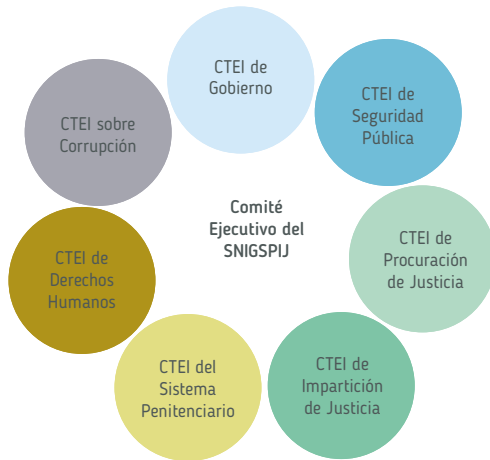 CTEI de
Gobierno
CTEI de
Seguridad
Pública
CTEI sobre
Corrupción
Comité
Ejecutivo del
SNIGSPIJ
CTEI de
Procuración
de Justicia
CTEI de
Derechos
Humanos
CTEI del
Sistema
Penitenciario
CTEI de
Impartición
de Justicia